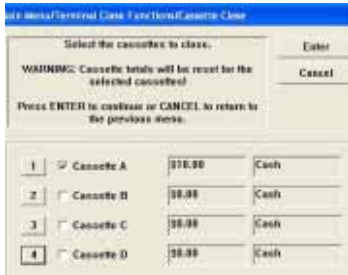 Main Menu/Terminal Close Functions/Cassette Close
Select the cassettes to close.
WARNING: Cassette totals will be reset for the
selected cassettes!
Press ENTER to continue or CANCEL to return to
the previous menu.
Enter
Cancel
1 Cassette A $10.00 Cash
2 Cassette B $0.00 Cash
3 Cassette C $0.00 Cash
4 Cassette D $0.00 Cash